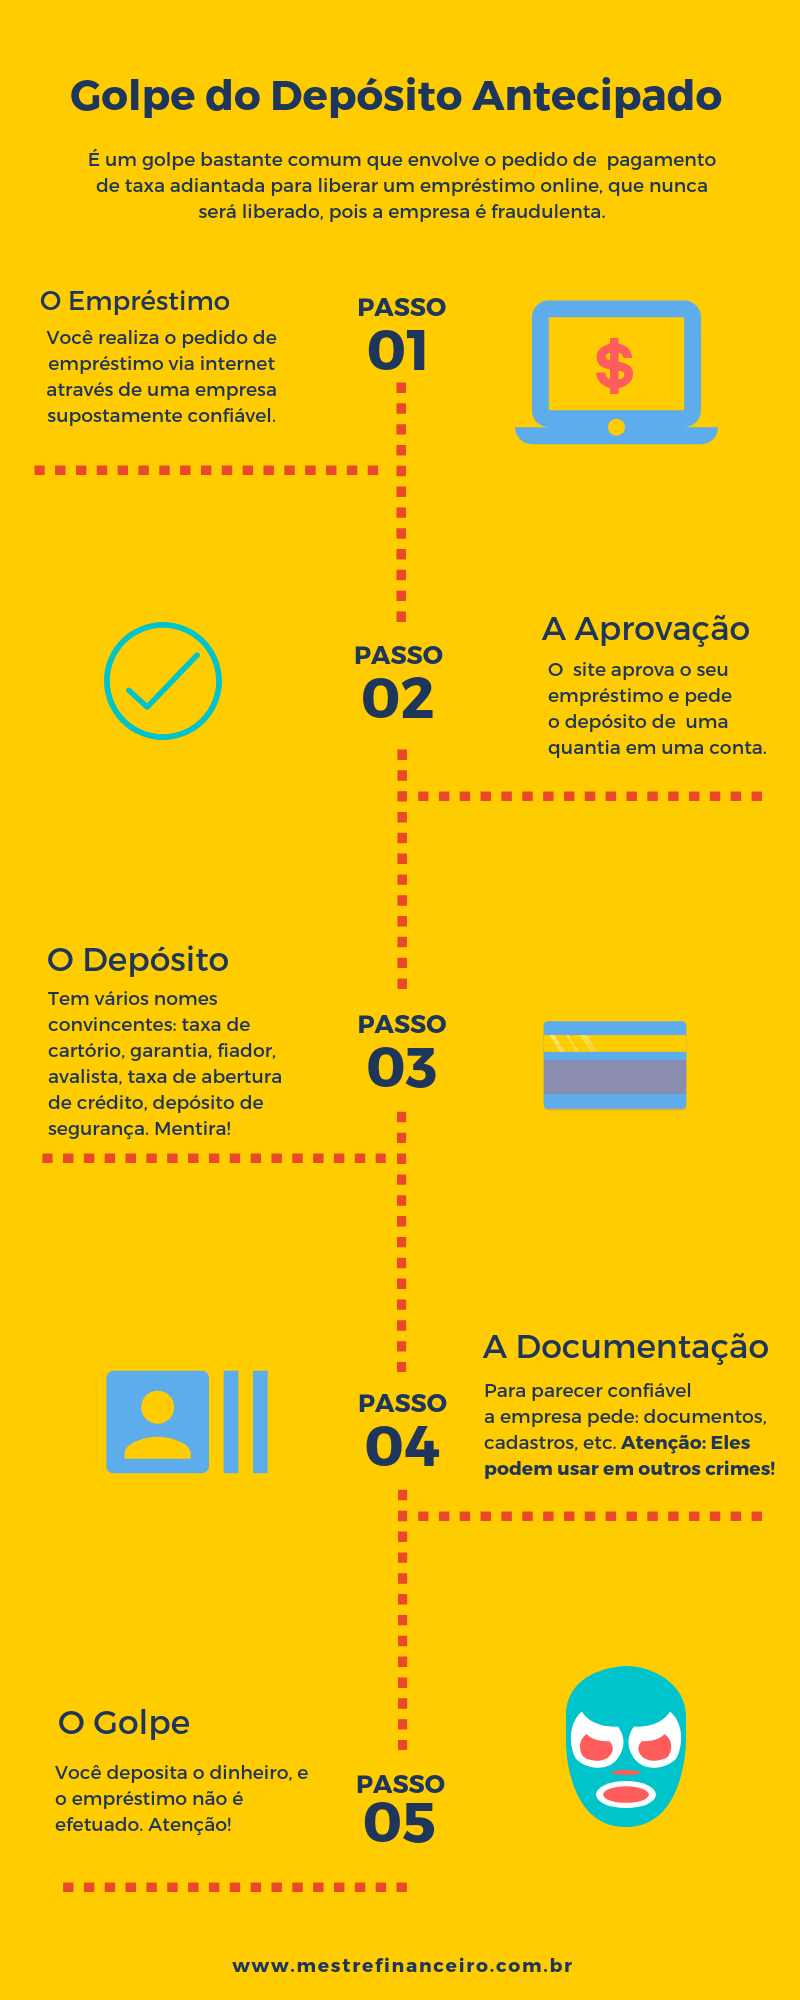 Golpe do Depósito Antecipado
É um golpe bastante comum que envolve o pedido de pagamento
de taxa adiantada para liberar um empréstimo online, que nunca
será liberado, pois a empresa é fraudulenta.
O Empréstimo
Você realiza o pedido de
empréstimo via internet
através de uma empresa
supostamente confiável.
PASSO
01
$
PASSO
02
A Aprovação
O site aprova o seu
empréstimo e pede
o depósito de uma
quantia em uma conta.
O Depósito
Tem vários nomes
convincentes: taxa de
cartório, garantia, fiador,
avalista, taxa de abertura
de crédito, depósito de
segurança. Mentira!
PASSO
03
PASSO
04
A Documentação
Para parecer confiável
a empresa pede: documentos,
cadastros, etc. Atenção: Eles
podem usar em outros crimes!
O Golpe
Você deposita o dinheiro, e
o empréstimo não é
efetuado. Atenção!
PASSO
05
www.mestrefinanceiro.com.br